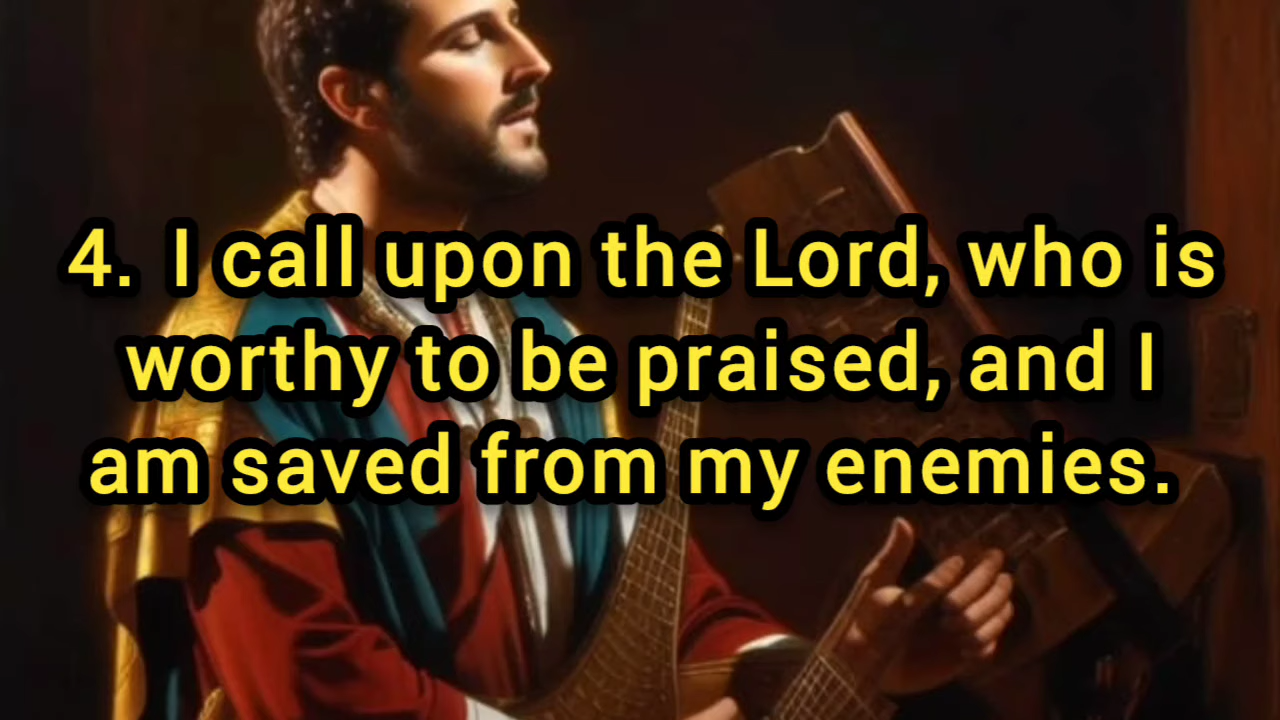 4. I call upon the Lord, who is
worthy to be praised, and I
am saved from my enemies.